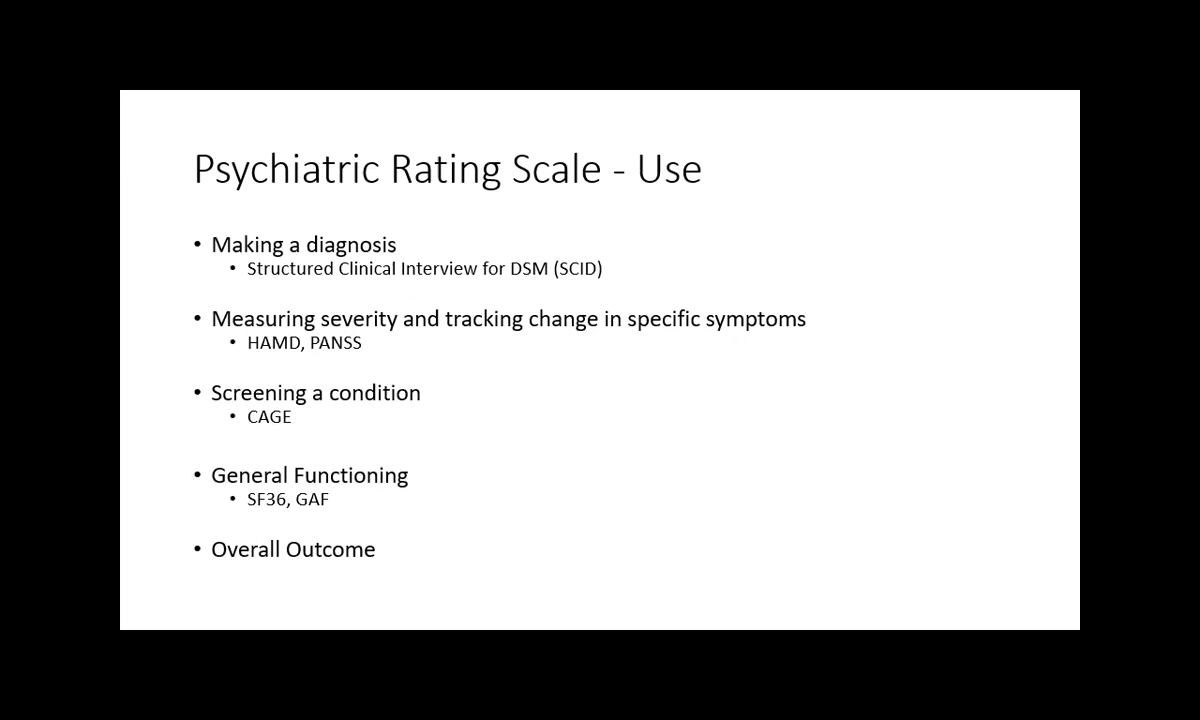 Psychiatric Rating Scale - Use
• Making a diagnosis
• Structured Clinical Interview for DSM (SCID)
• Measuring severity and tracking change in specific symptoms
• HAMD, PANSS
• Screening a condition
• CAGE
• General Functioning
• SF36, GAF
• Overall Outcome